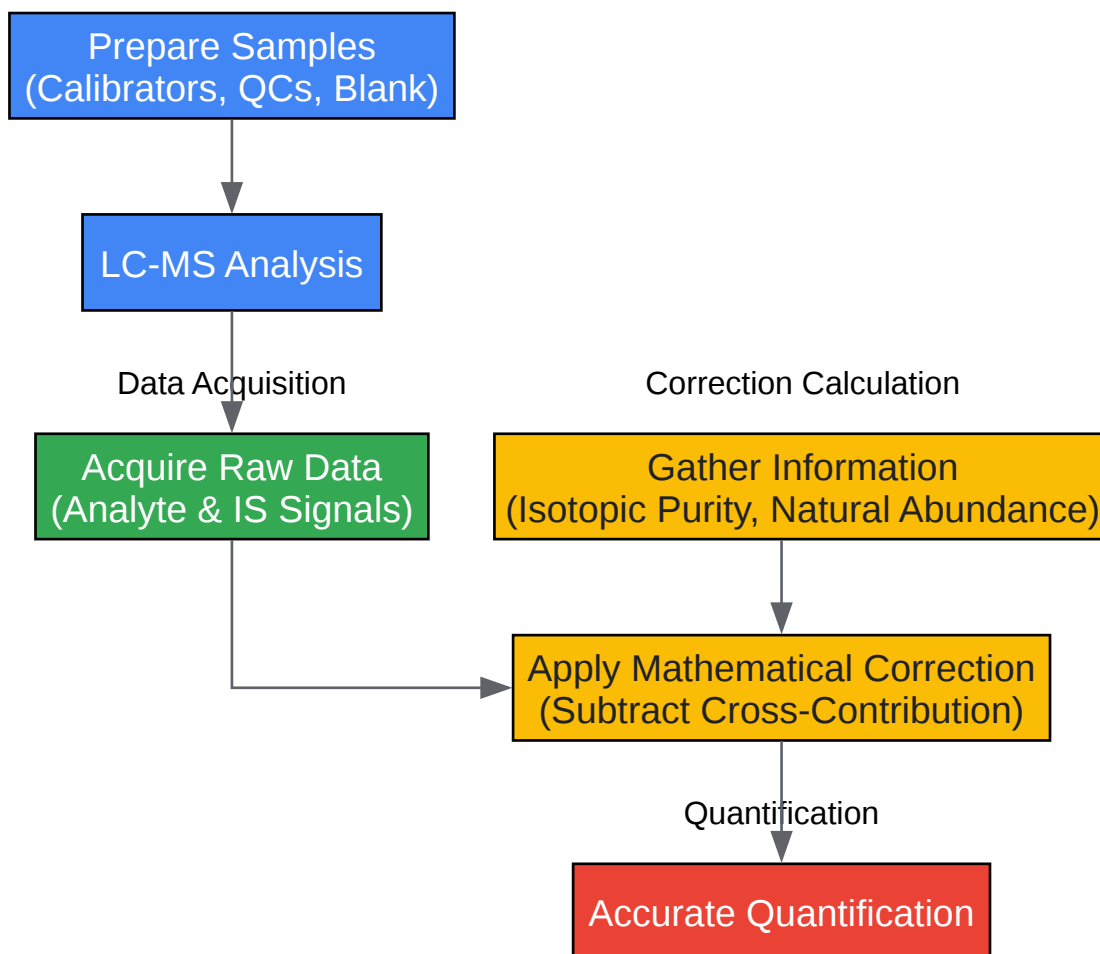 Prepare Samples
(Calibrators, QCs, Blank)
LC-MS Analysis
Data Acquisition
Correction Calculation
Acquire Raw Data
(Analyte & IS Signals)
Gather Information
(Isotopic Purity, Natural Abundance)
Apply Mathematical Correction
(Subtract Cross-Contribution)
Quantification
Accurate Quantification